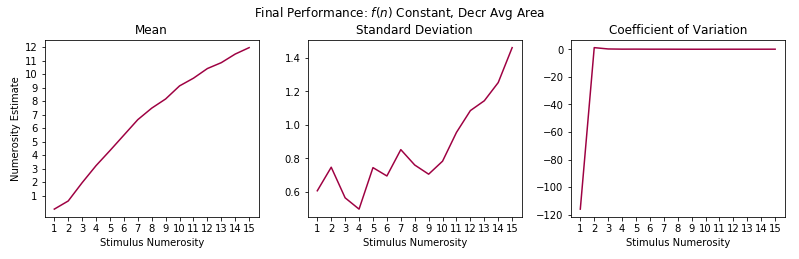 Final Performance: f(n) Constant, Decr Avg Area
Mean
Numerosity Estimate
12
11
10
9
8
7
6
5
4
3
2
1
1 2 3 4 5 6 7 8 9 10 11 12 13 14 15
Stimulus Numerosity
Standard Deviation
1.4
1.2
1.0
0.8
0.6
1 2 3 4 5 6 7 8 9 10 11 12 13 14 15
Stimulus Numerosity
Coefficient of Variation
0
−20
−40
−60
−80
−100
−120
1 2 3 4 5 6 7 8 9 10 11 12 13 14 15
Stimulus Numerosity